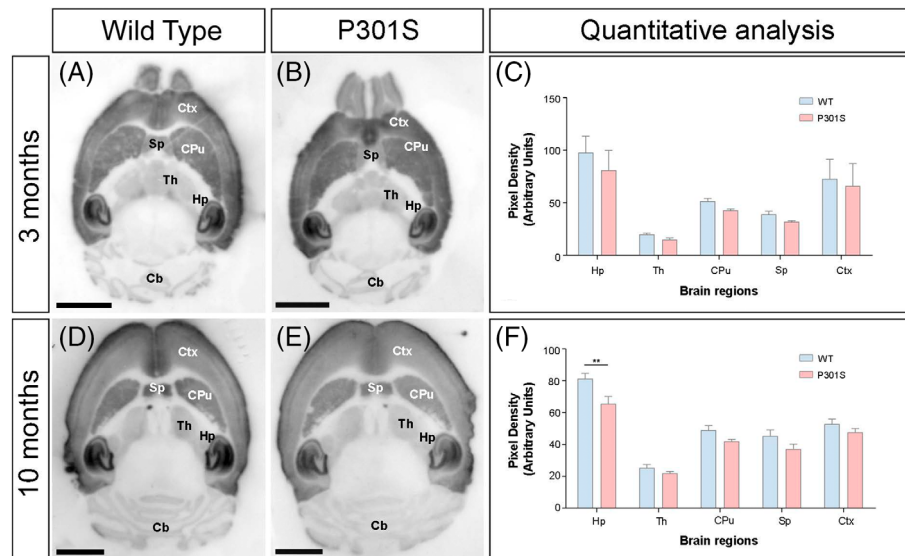 Wild Type
P301S
Quantitative analysis
3 months
(A)
Ctx
Sp
CPu
Th
Hp
Cb
(B)
Ctx
CPu
Sp
Th
Hp
Cb
(C)
Pixel Density
(Arbitrary Units)
150
100
50
0
WT
P301S
Hp Th CPu Sp Ctx
Brain regions
10 months
(D)
Ctx
Sp
CPu
Th
Hp
Cb
(E)
Ctx
Sp
CPu
Th
Hp
Cb
(F)
Pixel Density
(Arbitrary Units)
100
80
60
40
20
0
**
WT
P301S
Hp Th CPu Sp Ctx
Brain regions